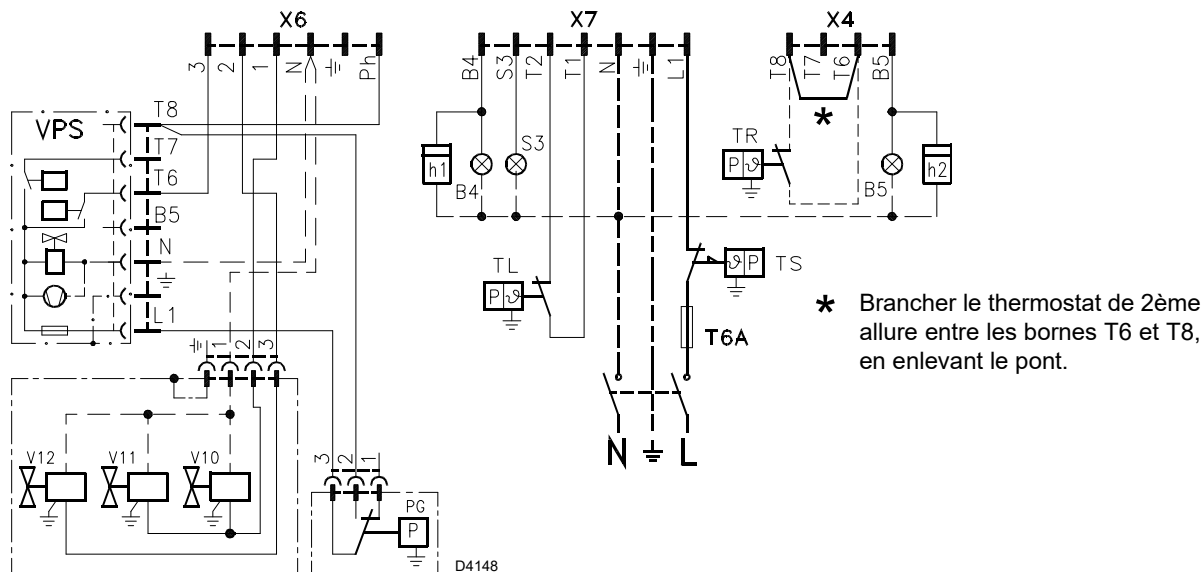 X6
X7
X4
3 2 1 N Ph
B4 S3 T2 T1 N L1
T8 T7 T6 B5
VPS
T8
T7
T6
B5
N
L1
h1
B4
S3
TR
P ϑ
B5
h2
TL
P ϑ
ϑ P
TS
T6A
* Brancher le thermostat de 2ème
allure entre les bornes T6 et T8,
en enlevant le pont.
*
1 2 3
N L
V12 V11 V10
3 2 1
PG
P
D4148